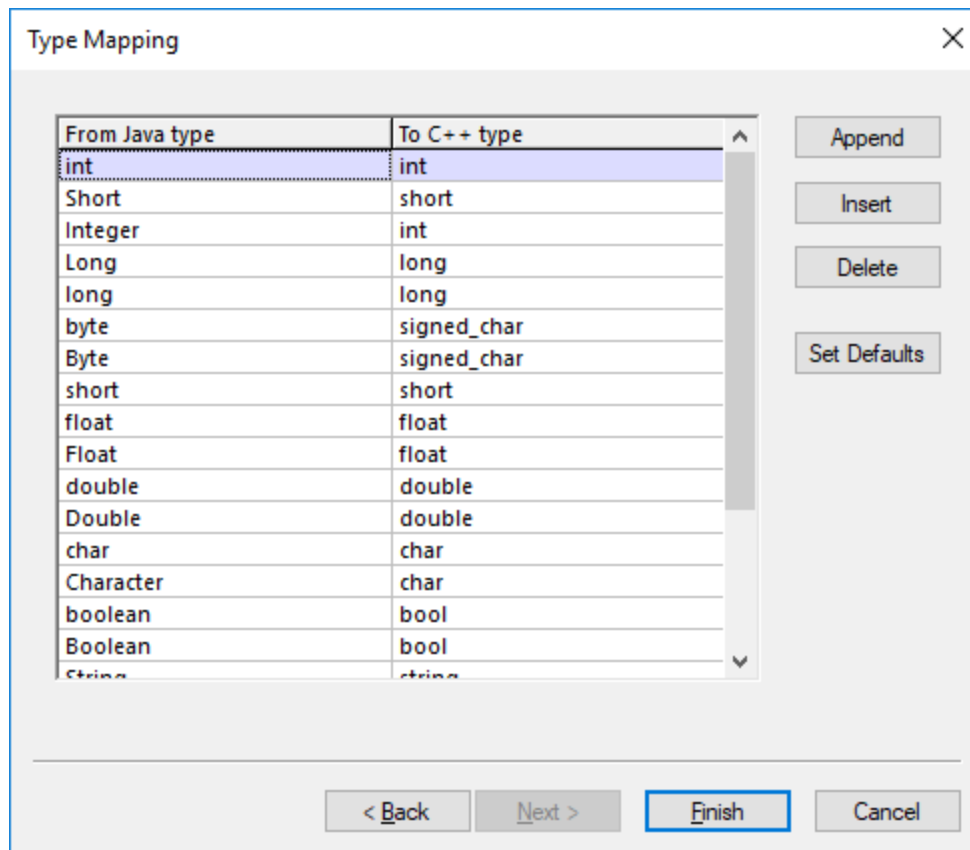 Type Mapping
From Java type To C++ type
int int
Short short
Integer int
Long long
long long
byte signed_char
Byte signed_char
short short
float float
Float float
double double
Double double
char char
Character char
boolean bool
Boolean bool
String string
Append
Insert
Delete
Set Defaults
< Back Next > Finish Cancel